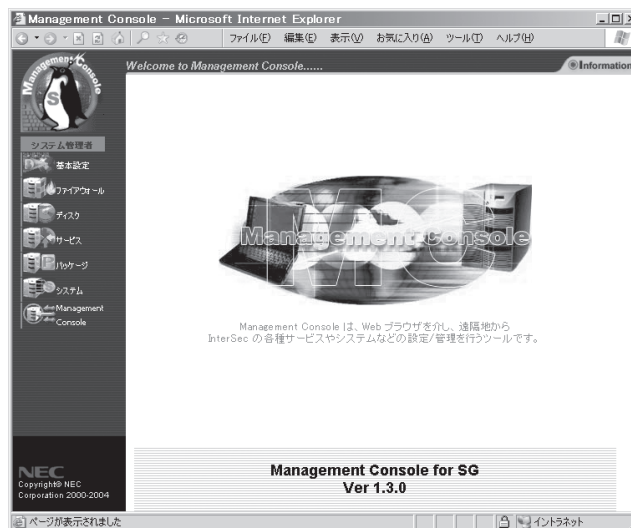 Management Console - Microsoft Internet Explorer
ファイル(F) 編集(E) 表示(V) お気に入り(A) ツール(T) ヘルプ(H)
Management Console
S
Welcome to Management Console......
Information
システム管理者
基本設定
ファイアウォール
ディスク
サービス
パッケージ
システム
Management
Console
MC
Management Console
Management Console は、Web ブラウザを介し、遠隔地から
InterSec の各種サービスやシステムなどの設定/管理を行うツールです。
NEC
Copyright© NEC
Corporation 2000-2004
Management Console for SG
Ver 1.3.0
ページが表示されました
イントラネット